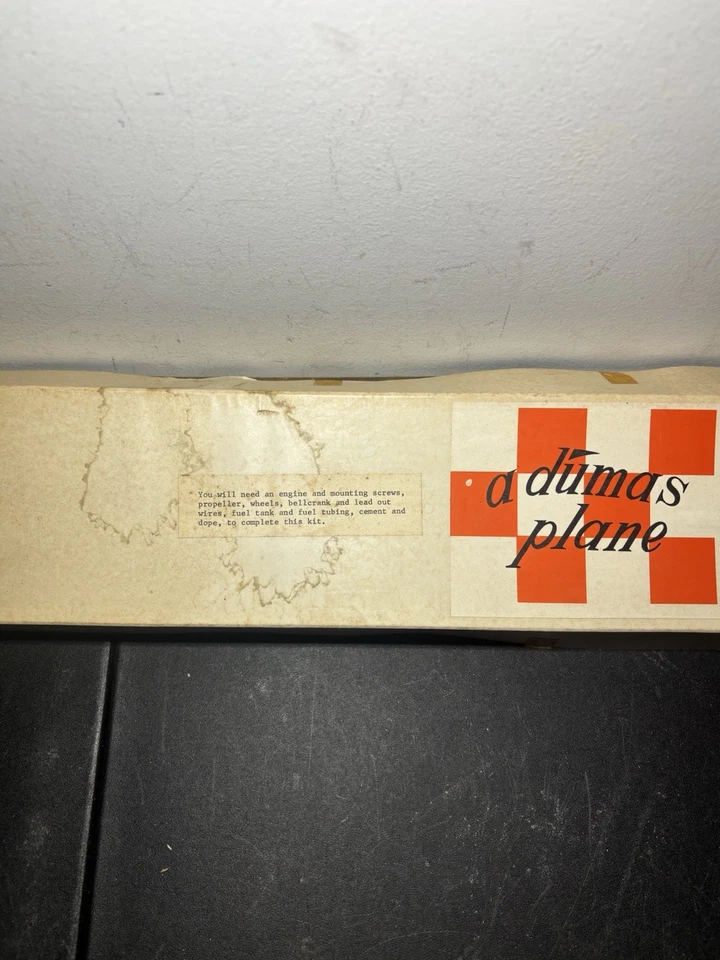 You will need an engine and mounting screws,
propeller, wheels, bellcrank and lead out
wires, fuel tank and fuel tubing, cement and
dope, to complete this kit.
a dūmas
plane